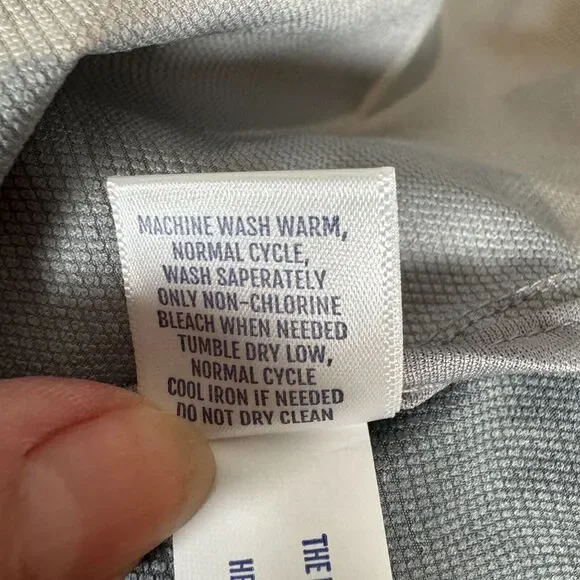 MACHINE WASH WARM,
NORMAL CYCLE,
WASH SAPERATELY
ONLY NON-CHLORINE
BLEACH WHEN NEEDED
TUMBLE DRY LOW,
NORMAL CYCLE
COOL IRON IF NEEDED
DO NOT DRY CLEAN
THE